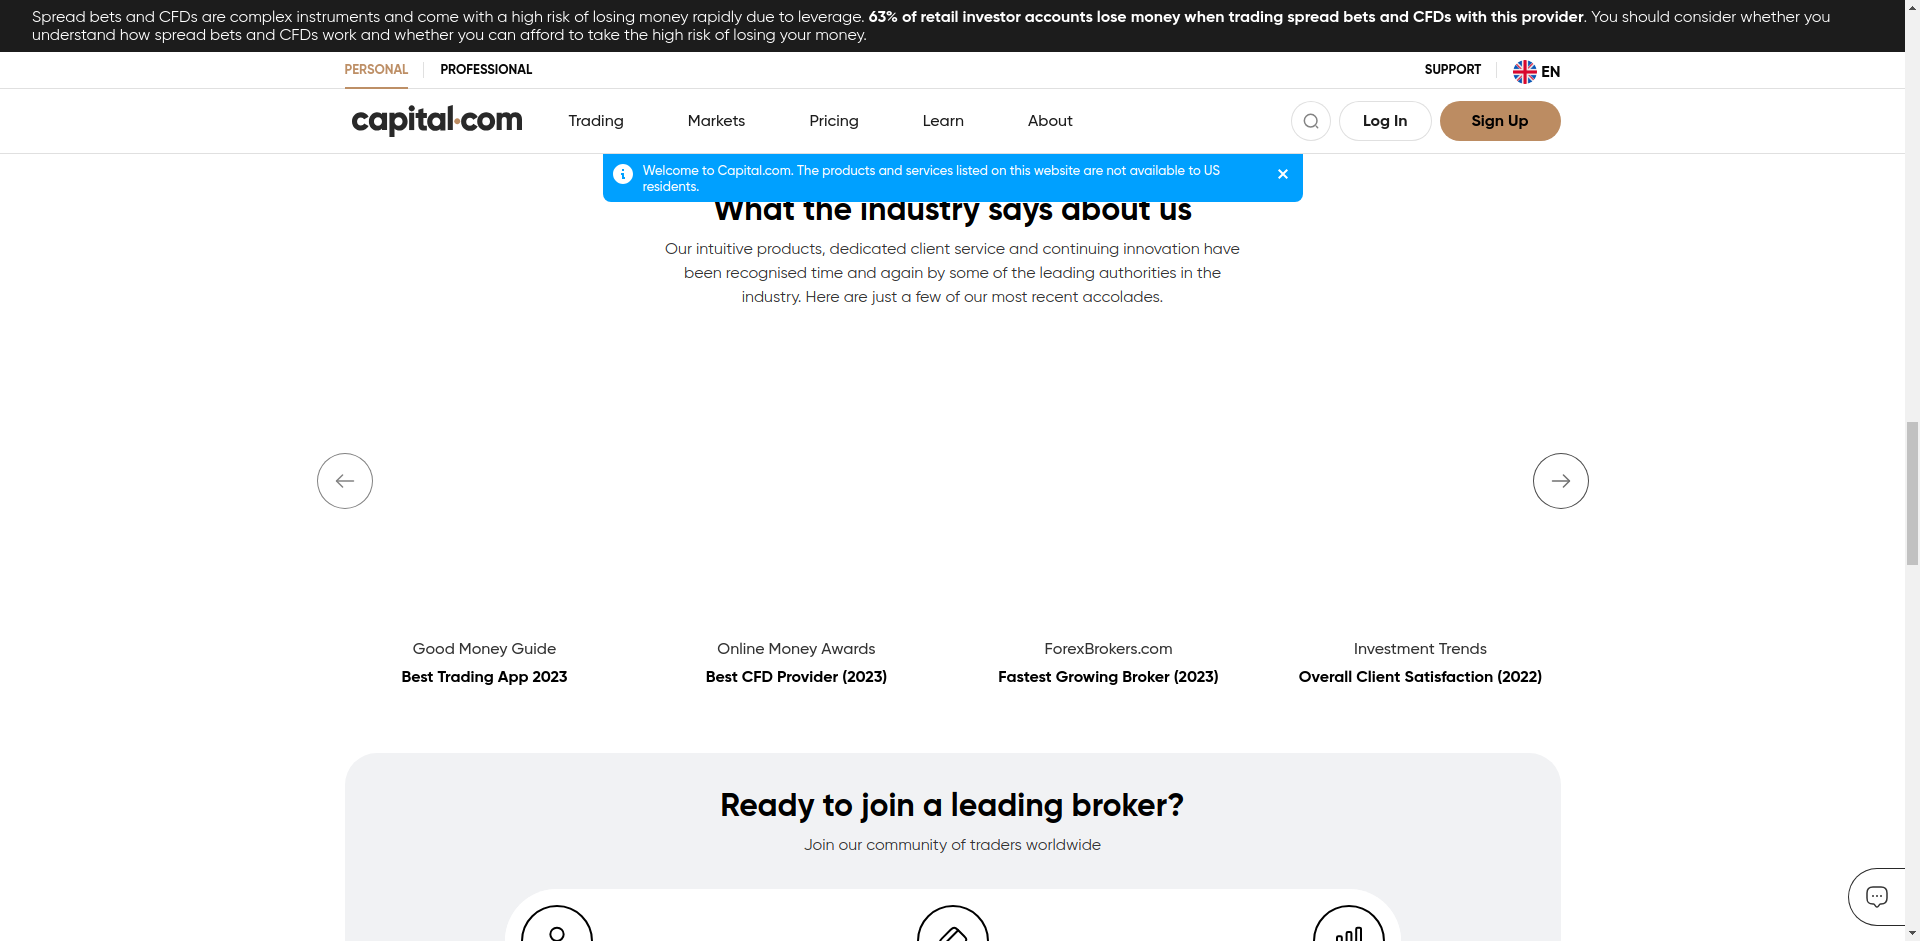 Spread bets and CFDs are complex instruments and come with a high risk of losing money rapidly due to leverage. 63% of retail investor accounts lose money when trading spread bets and CFDs with this provider. You should consider whether you
understand how spread bets and CFDs work and whether you can afford to take the high risk of losing your money.
PERSONAL PROFESSIONAL SUPPORT EN
capital.com Trading Markets Pricing Learn About Log In Sign Up
Welcome to Capital.com. The products and services listed on this website are not available to US
residents.
What the industry says about us
Our intuitive products, dedicated client service and continuing innovation have
been recognised time and again by some of the leading authorities in the
industry. Here are just a few of our most recent accolades.
Good Money Guide Online Money Awards ForexBrokers.com Investment Trends
Best Trading App 2023 Best CFD Provider (2023) Fastest Growing Broker (2023) Overall Client Satisfaction (2022)
Ready to join a leading broker?
Join our community of traders worldwide